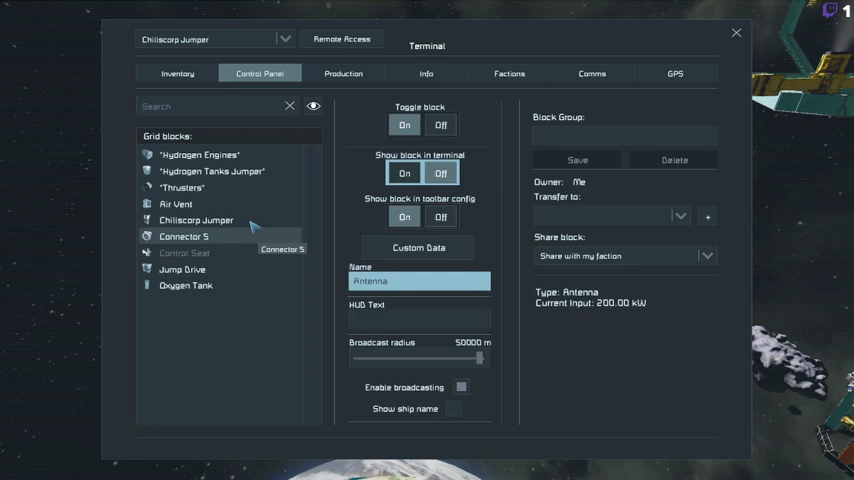 1
Chillscorp Jumper
Remote Access
Terminal
Inventory
Control Panel
Production
Info
Factions
Comms
GPS
Search
Grid blocks:
*Hydrogen Engines*
*Hydrogen Tanks Jumper*
*Thrusters*
Air Vent
Chillscorp Jumper
Connector 5
Control Seat
Jump Drive
Oxygen Tank
Connector 5
Toggle block
On Off
Show block in terminal
On Off
Show block in toolbar config
On Off
Custom Data
Name
Antenna
HUD Text
Broadcast radius 50000 m
Enable broadcasting
Show ship name
Block Group:
Save Delete
Owner: Me
Transfer to:
+
Share block:
Share with my faction
Type: Antenna
Current Input: 200.00 kW